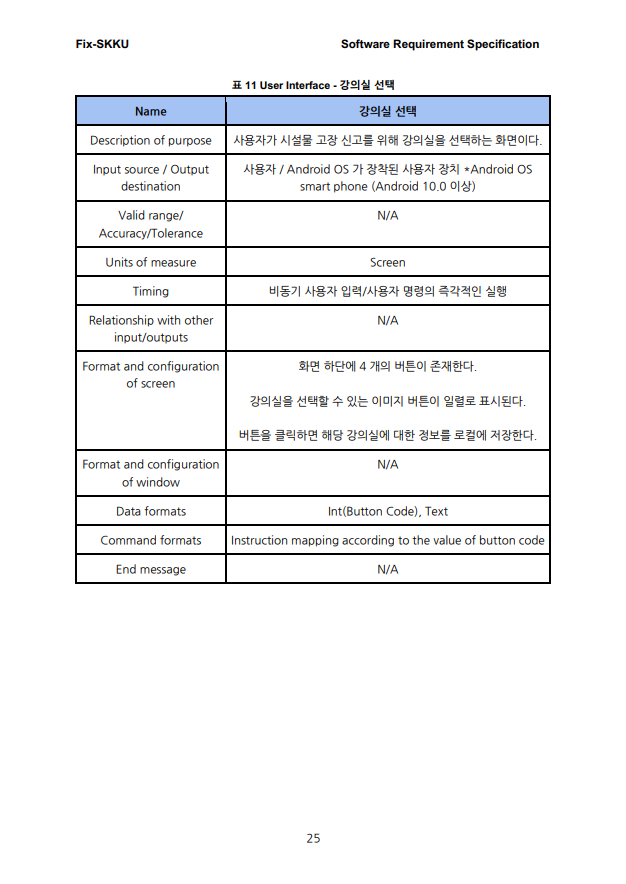 Fix-SKKU Software Requirement Specification
표 11 User Interface - 강의실 선택
Name 강의실 선택
Description of purpose 사용자가 시설물 고장 신고를 위해 강의실을 선택하는 화면이다.
Input source / Output 사용자 / Android OS 가 장착된 사용자 장치 *Android OS
destination smart phone (Android 10.0 이상)
Valid range/ N/A
Accuracy/Tolerance
Units of measure Screen
Timing 비동기 사용자 입력/사용자 명령의 즉각적인 실행
Relationship with other N/A
input/outputs
Format and configuration 화면 하단에 4 개의 버튼이 존재한다.
of screen
강의실을 선택할 수 있는 이미지 버튼이 일렬로 표시된다.
버튼을 클릭하면 해당 강의실에 대한 정보를 로컬에 저장한다.
Format and configuration N/A
of window
Data formats Int(Button Code), Text
Command formats Instruction mapping according to the value of button code
End message N/A
25